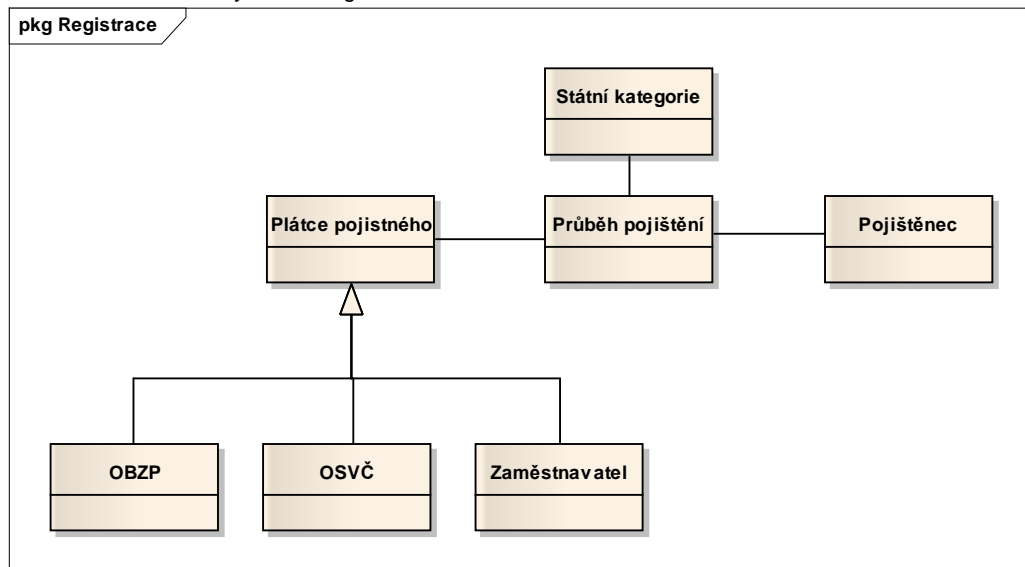 pkg Registrace
Státní kategorie
Plátce pojistného
Průběh pojištění
Pojištěnec
OBZP
OSVČ
Zaměstnavatel